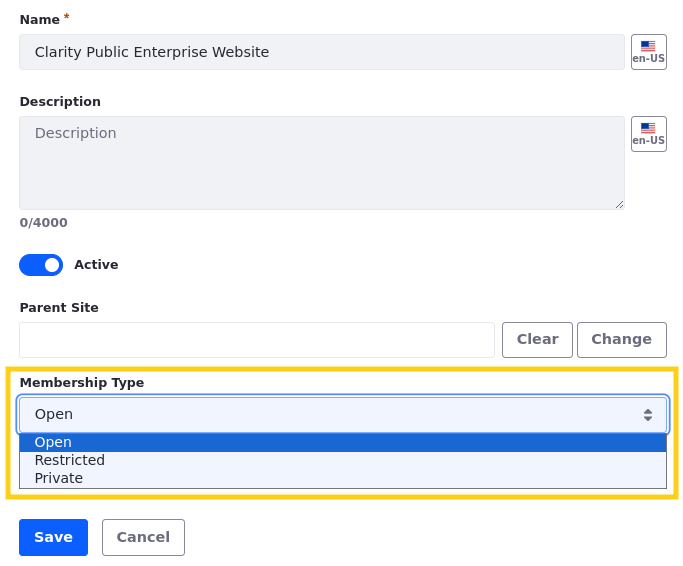 Name *
Clarity Public Enterprise Website
en-US
Description
Description
en-US
0/4000
Active
Parent Site
Clear Change
Membership Type
Open
Open
Restricted
Private
Save Cancel